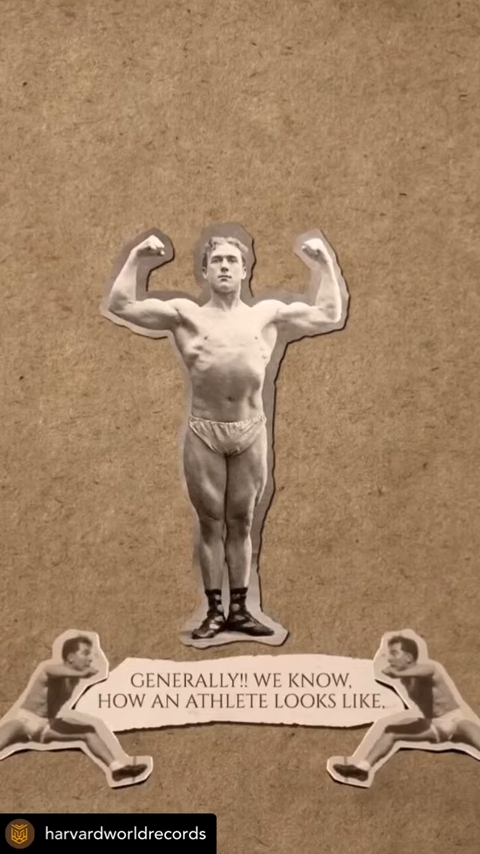 GENERALLY!! WE KNOW,
HOW AN ATHLETE LOOKS LIKE,
harvardworldrecords